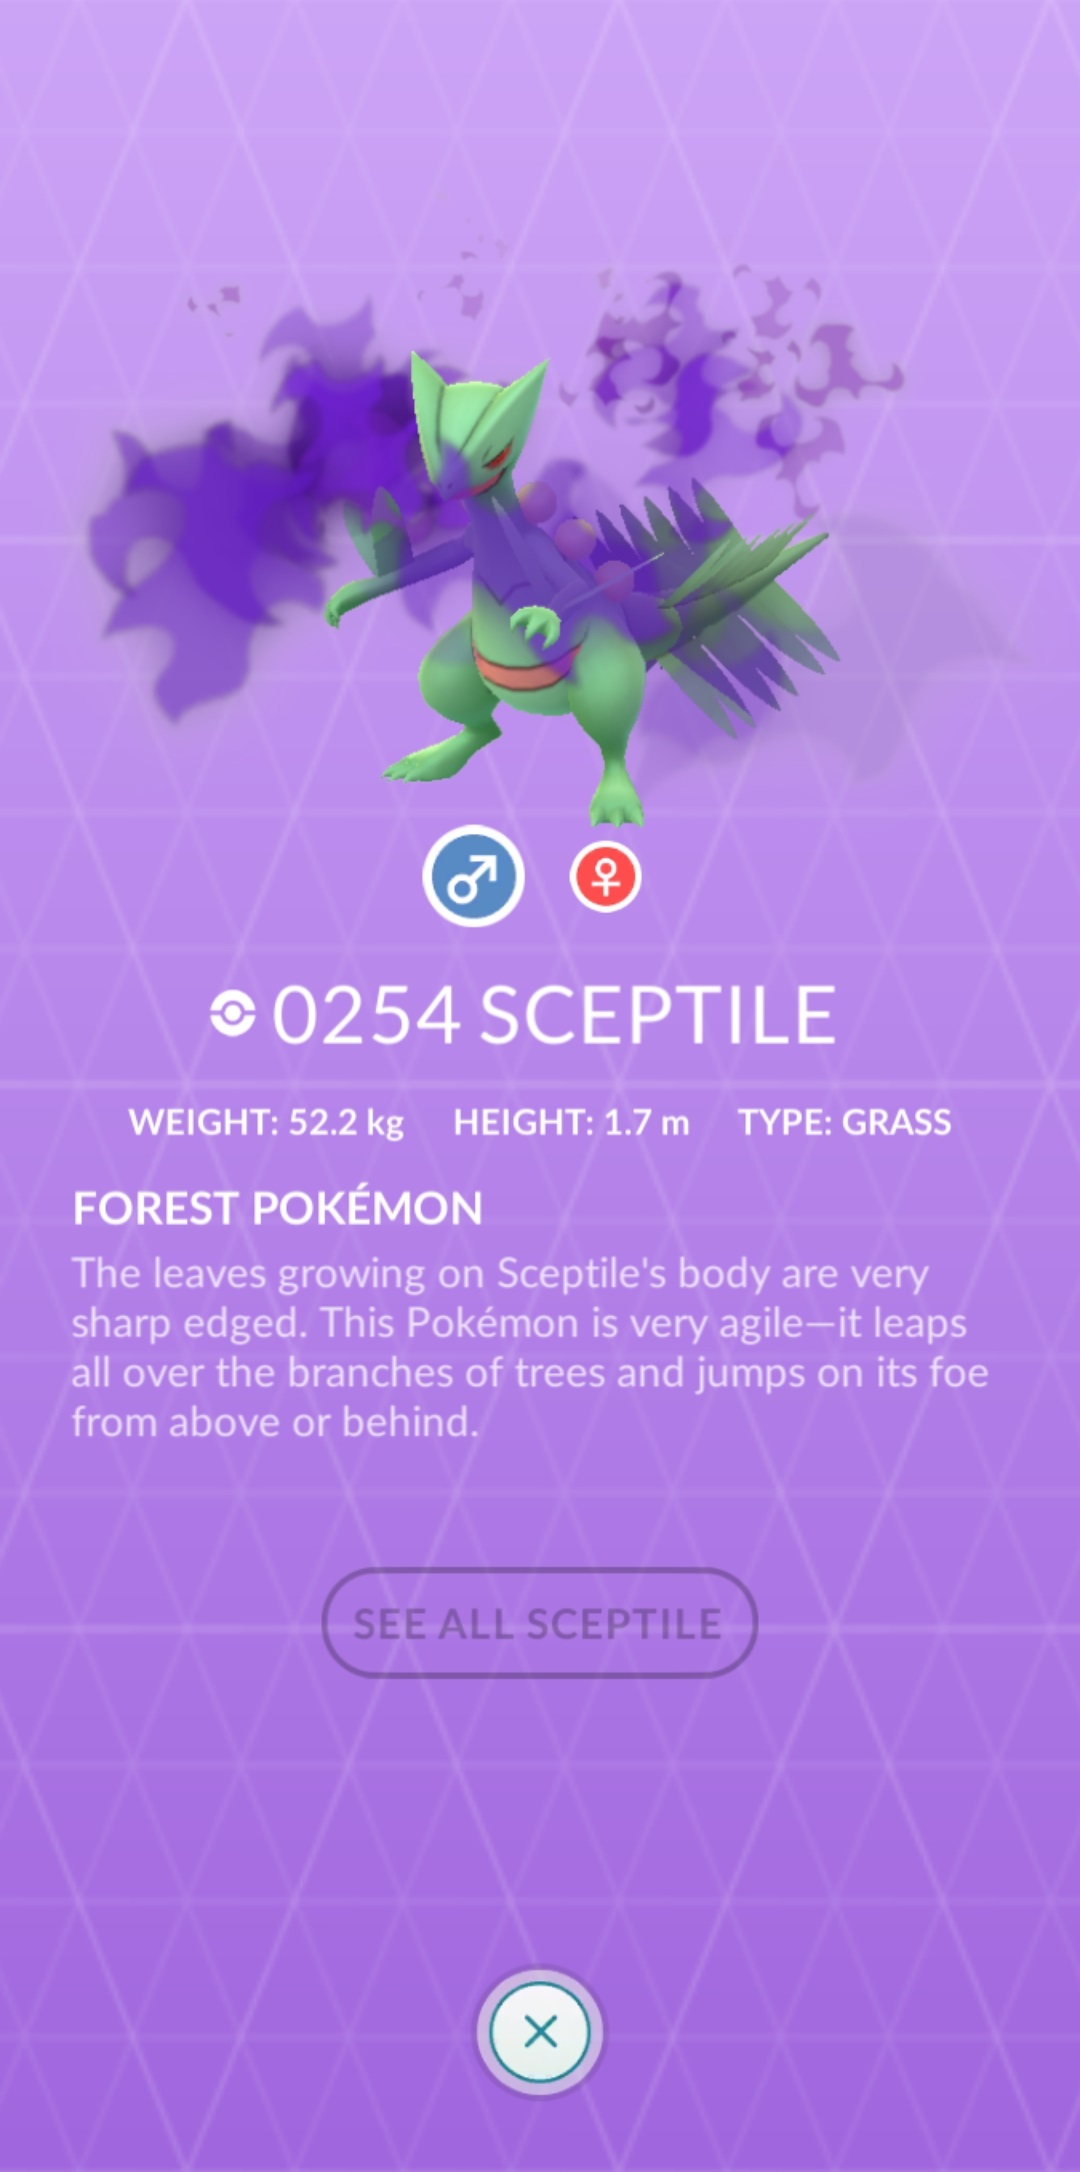 0254 SCEPTILE
WEIGHT: 52.2 kg HEIGHT: 1.7 m TYPE: GRASS
FOREST POKÉMON
The leaves growing on Sceptile's body are very
sharp edged. This Pokémon is very agile—it leaps
all over the branches of trees and jumps on its foe
from above or behind.
SEE ALL SCEPTILE